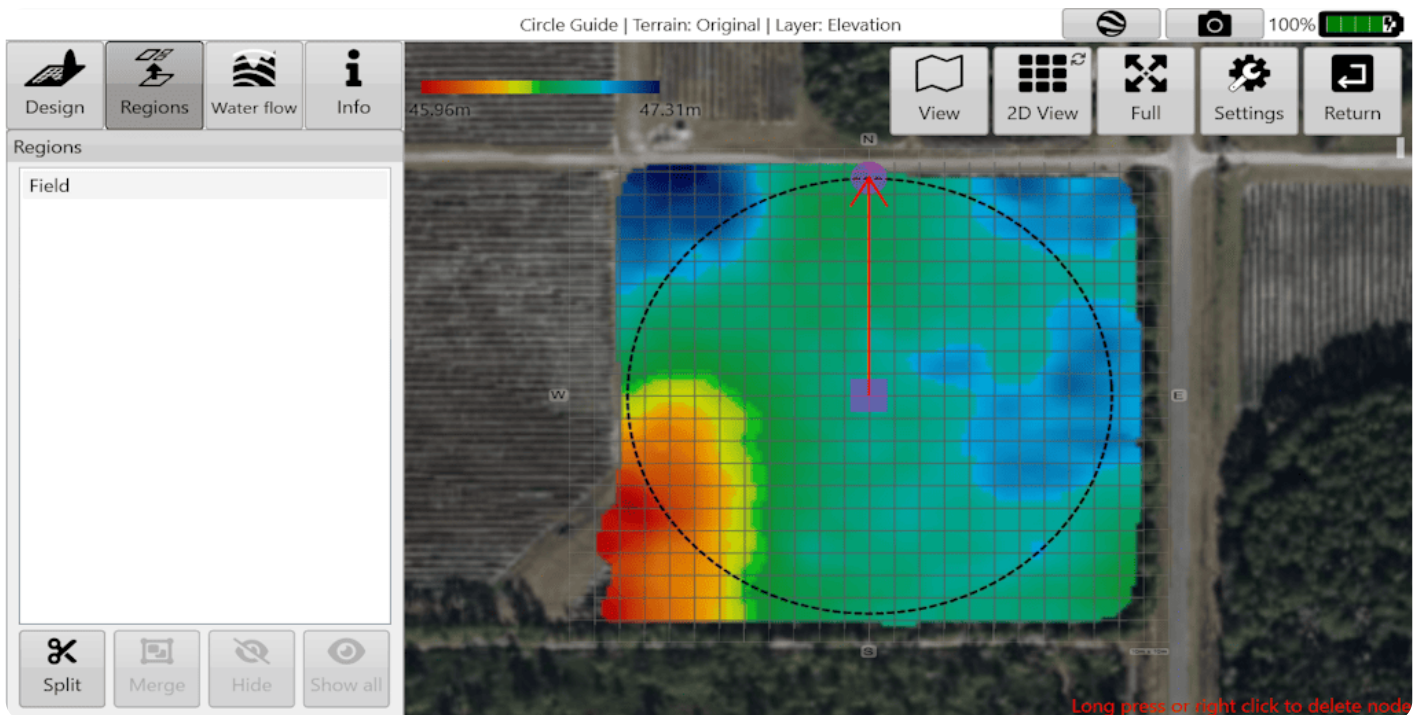 Circle Guide | Terrain: Original | Layer: Elevation
100%
Design
Regions
Water flow
Info
45.96m
47.31m
View
2D View
Full
Settings
Return
Regions
Field
N
W
E
S
Split
Merge
Hide
Show all
Long press or right click to delete node